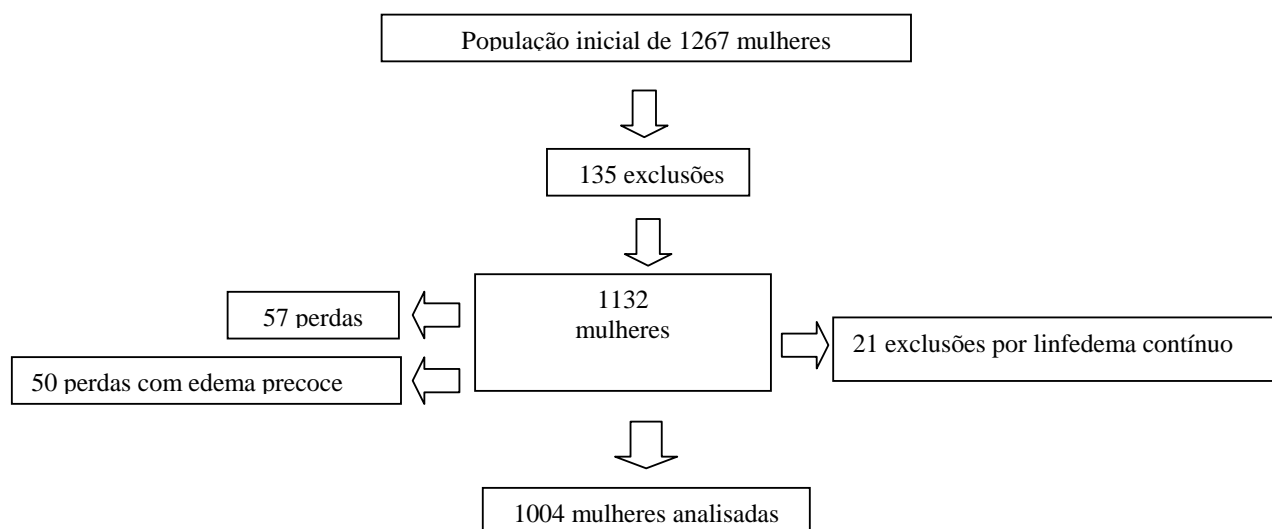 População inicial de 1267 mulheres
135 exclusões
1132
mulheres
57 perdas
21 exclusões por linfedema contínuo
50 perdas com edema precoce
1004 mulheres analisadas